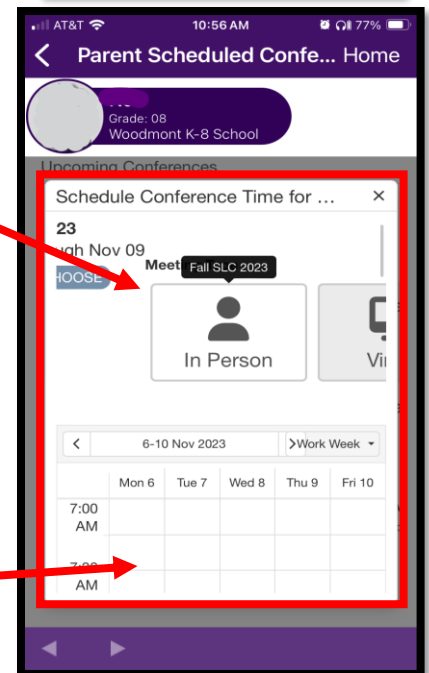 AT&T 10:56 AM 77%
Parent Scheduled Confe... Home
Grade: 08
Woodmont K-8 School
Upcoming Conferences
Schedule Conference Time for ... ×
23
ugh Nov 09
HOOSE
Fall SLC 2023
In Person
6-10 Nov 2023 Work Week
Mon 6 Tue 7 Wed 8 Thu 9 Fri 10
7:00
AM
AM